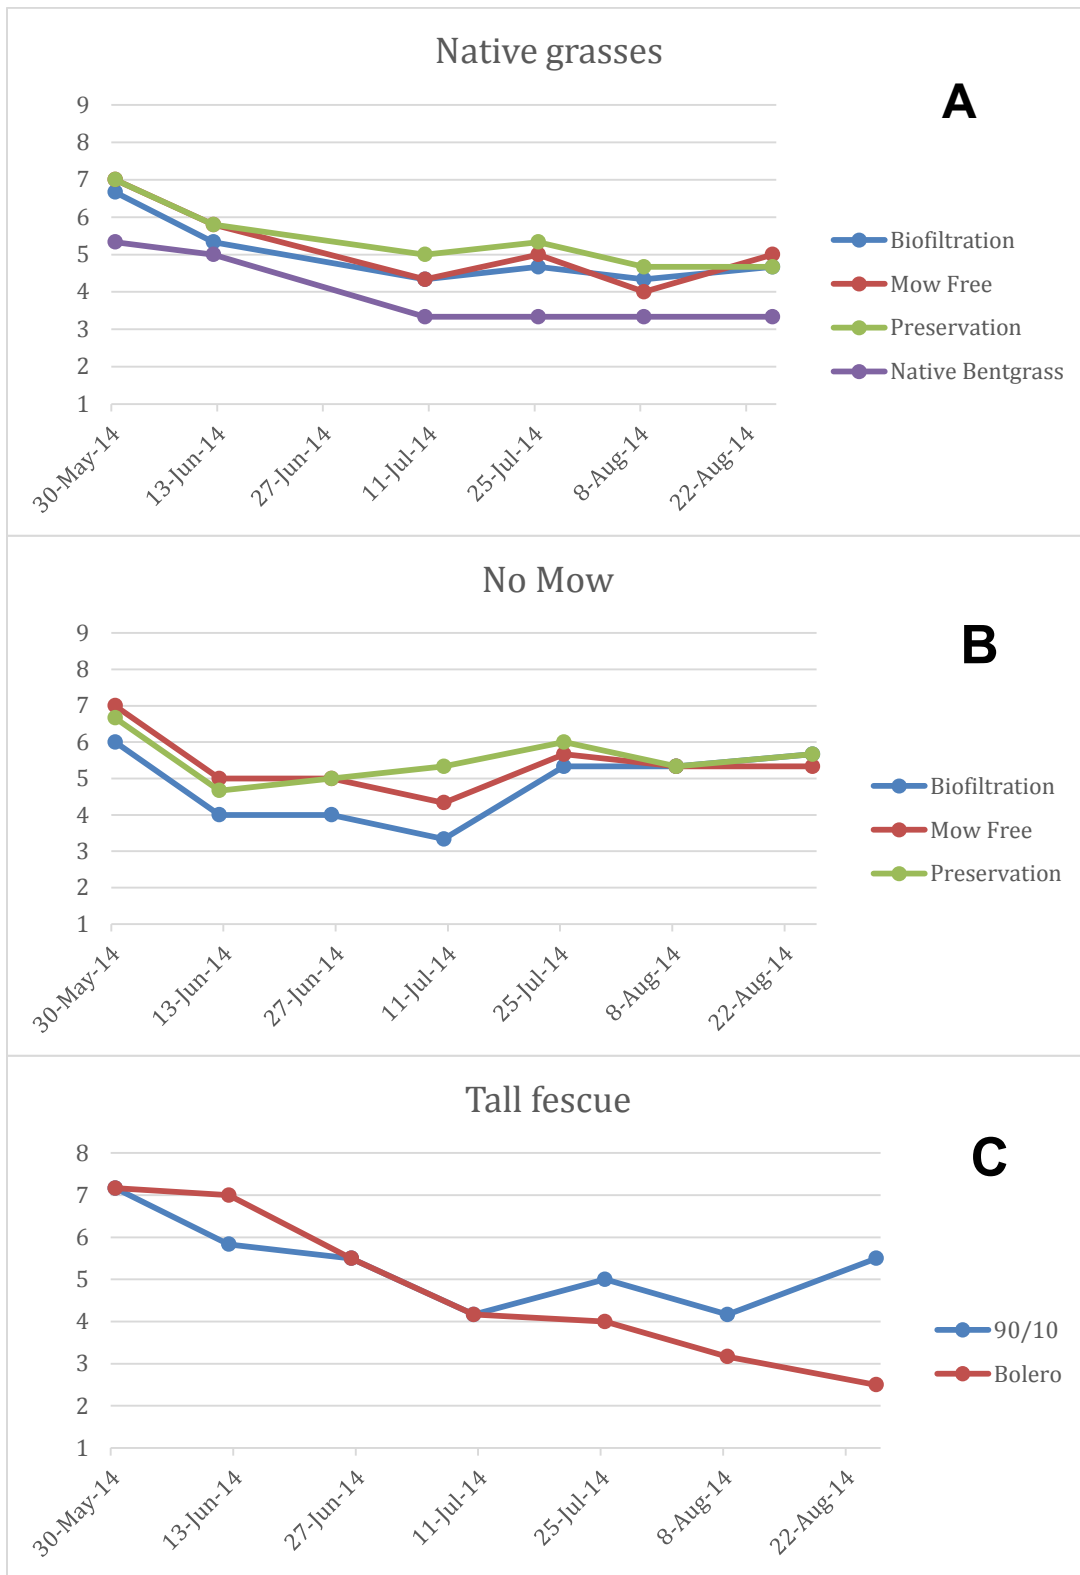 Native grasses
A
9
8
7
6
5
4
3
2
1
30-May-14
13-Jun-14
27-Jun-14
11-Jul-14
25-Jul-14
8-Aug-14
22-Aug-14
Biofiltration
Mow Free
Preservation
Native Bentgrass
No Mow
B
9
8
7
6
5
4
3
2
1
30-May-14
13-Jun-14
27-Jun-14
11-Jul-14
25-Jul-14
8-Aug-14
22-Aug-14
Biofiltration
Mow Free
Preservation
Tall fescue
C
8
7
6
5
4
3
2
1
30-May-14
13-Jun-14
27-Jun-14
11-Jul-14
25-Jul-14
8-Aug-14
22-Aug-14
90/10
Bolero